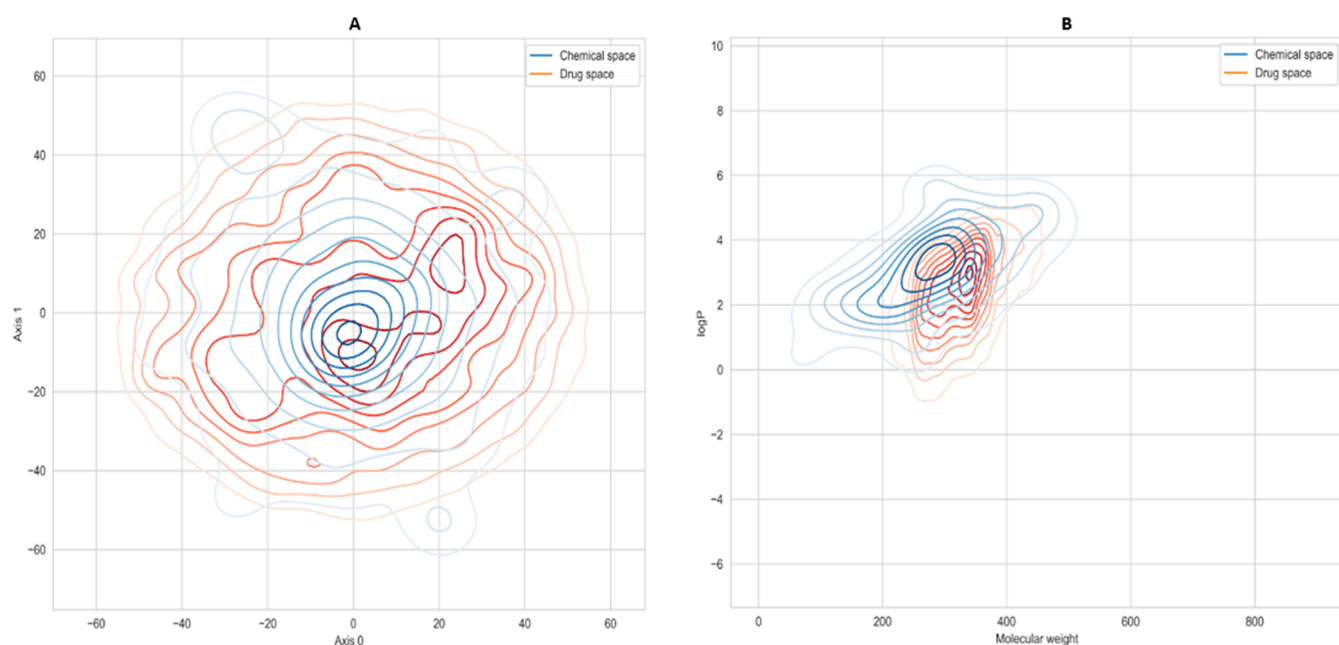 A
Chemical space
Drug space
60
40
20
0
−20
−40
−60
Axis 1
−60
−40
−20
0
20
40
60
Axis 0
B
Chemical space
Drug space
10
8
6
4
2
0
−2
−4
−6
logP
0
200
400
600
800
Molecular weight